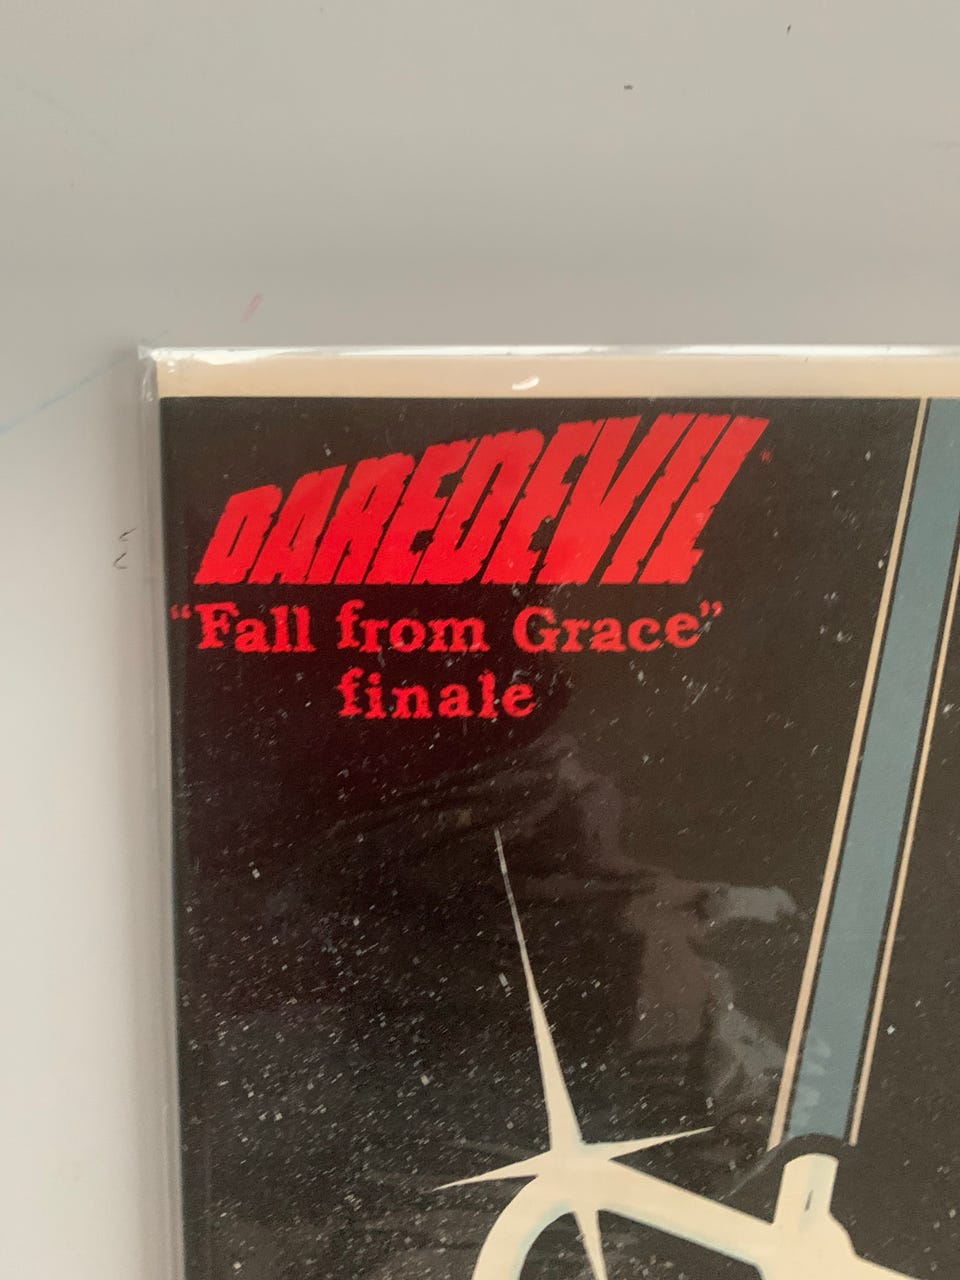 DAREDEVIL®
“Fall from Grace”
finale